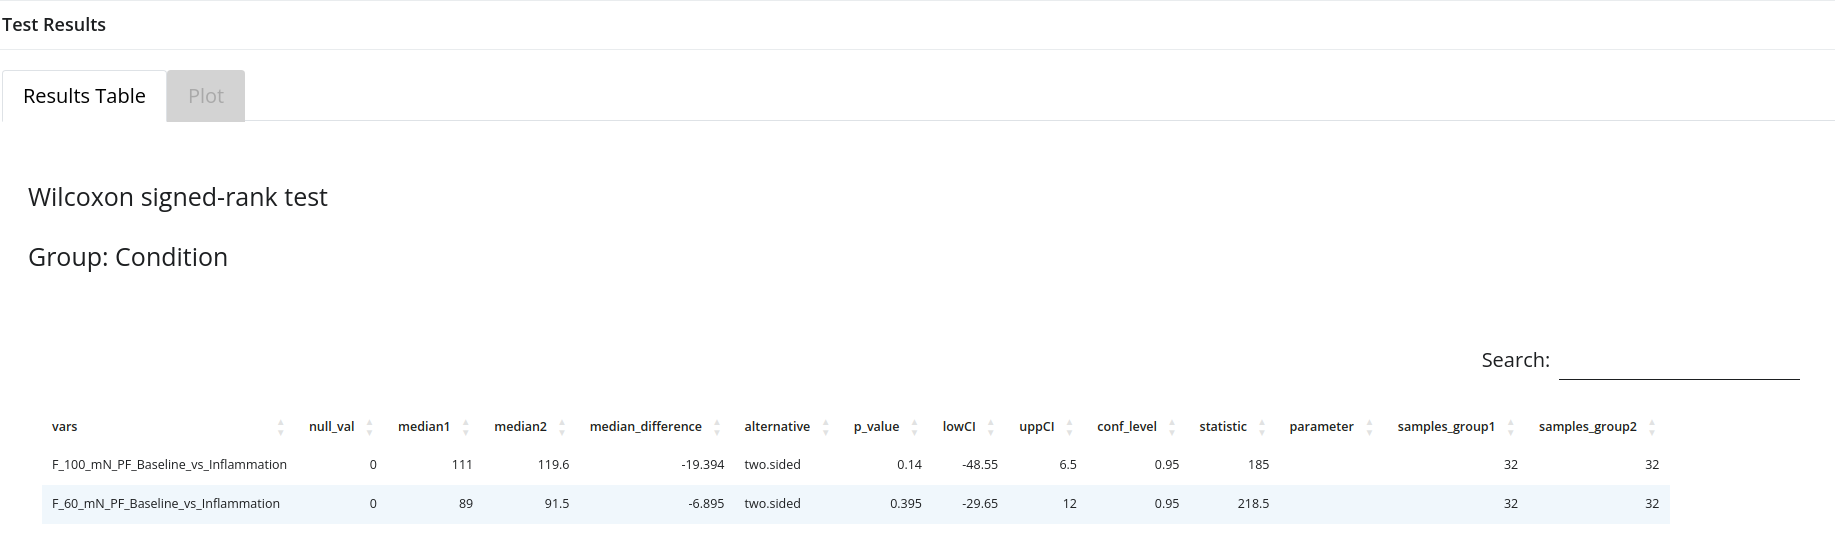 Test Results
Results Table Plot
Wilcoxon signed-rank test
Group: Condition
Search:
vars null_val median1 median2 median_difference alternative p_value lowCI uppCI conf_level statistic parameter samples_group1 samples_group2
F_100_mN_PF_Baseline_vs_Inflammation 0 111 119.6 -19.394 two.sided 0.14 -48.55 6.5 0.95 185 32 32
F_60_mN_PF_Baseline_vs_Inflammation 0 89 91.5 -6.895 two.sided 0.395 -29.65 12 0.95 218.5 32 32